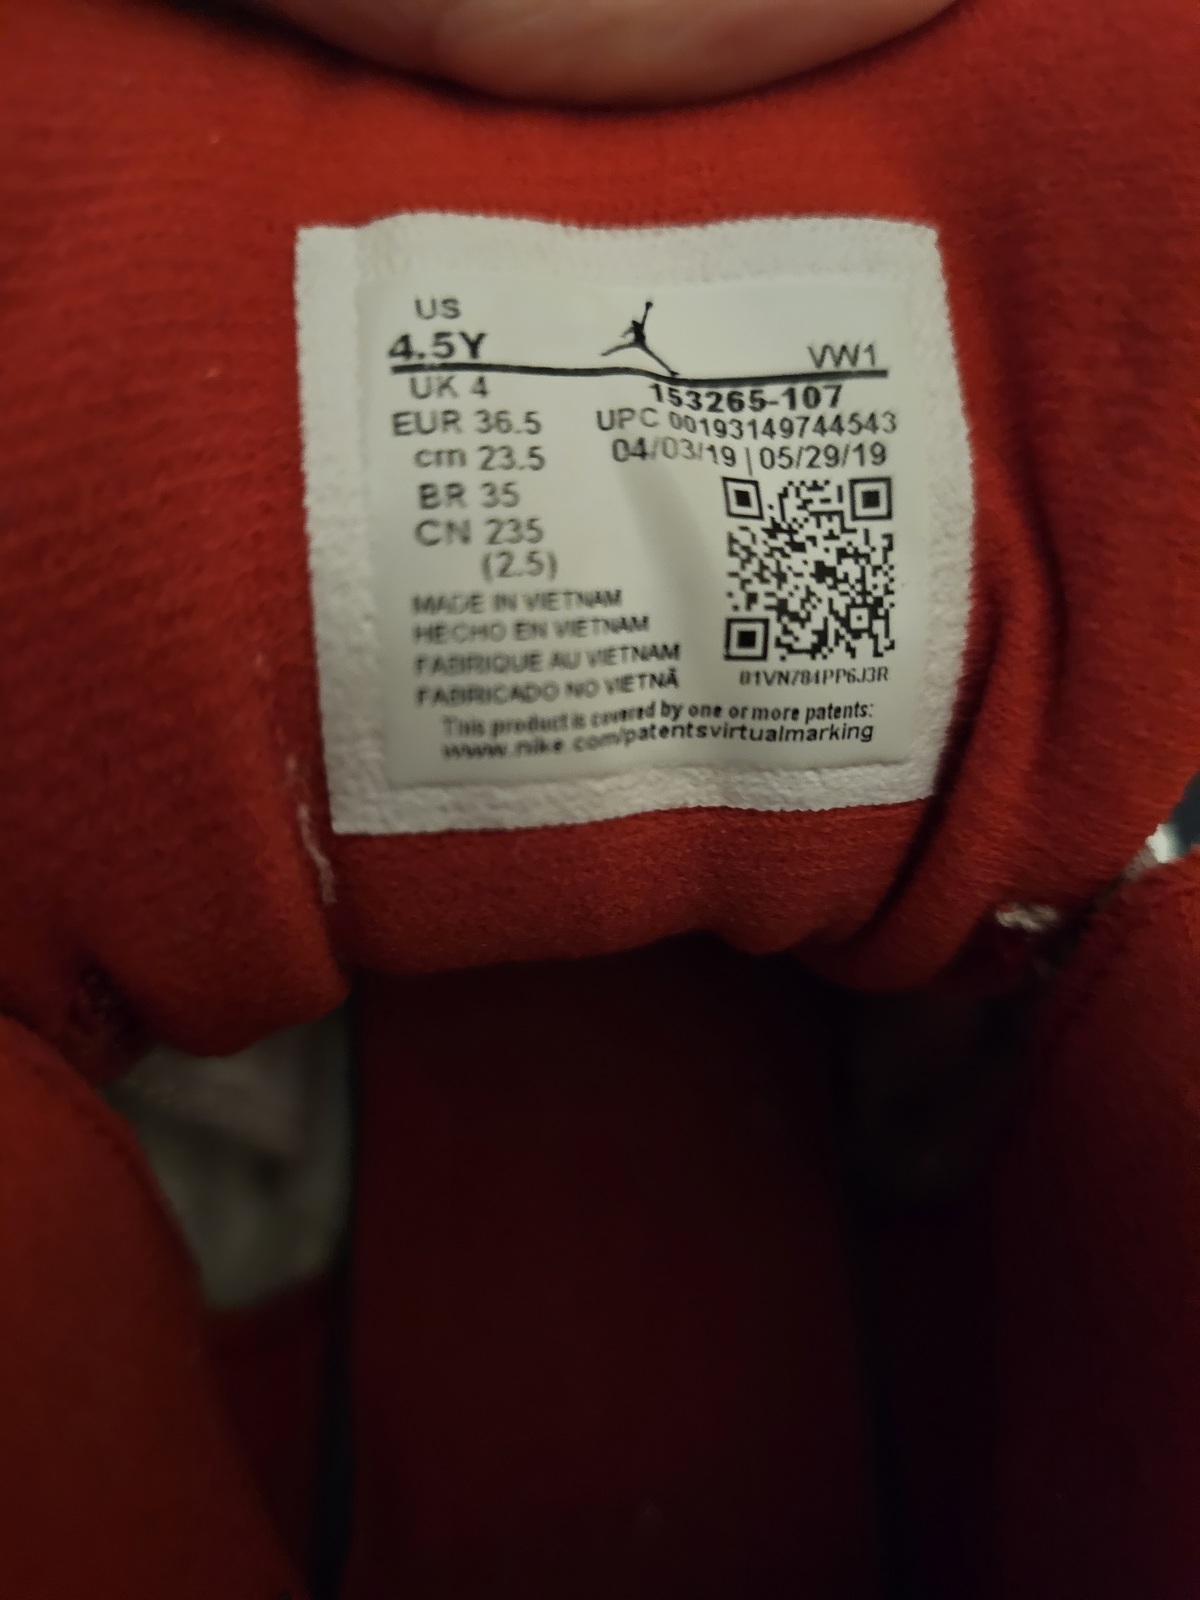 US
4.5Y
VW1
UK 4
153265-107
EUR 36.5
UPC 00193149744543
cm 23.5
04/03/19 | 05/29/19
BR 35
CN 235
(2.5)
MADE IN VIETNAM
HECHO EN VIETNAM
FABRIQUE AU VIETNAM
FABRICADO NO VIETNÃ
01VN784PP6J3R
This product is covered by one or more patents:
www.nike.com/patentsvirtualmarking